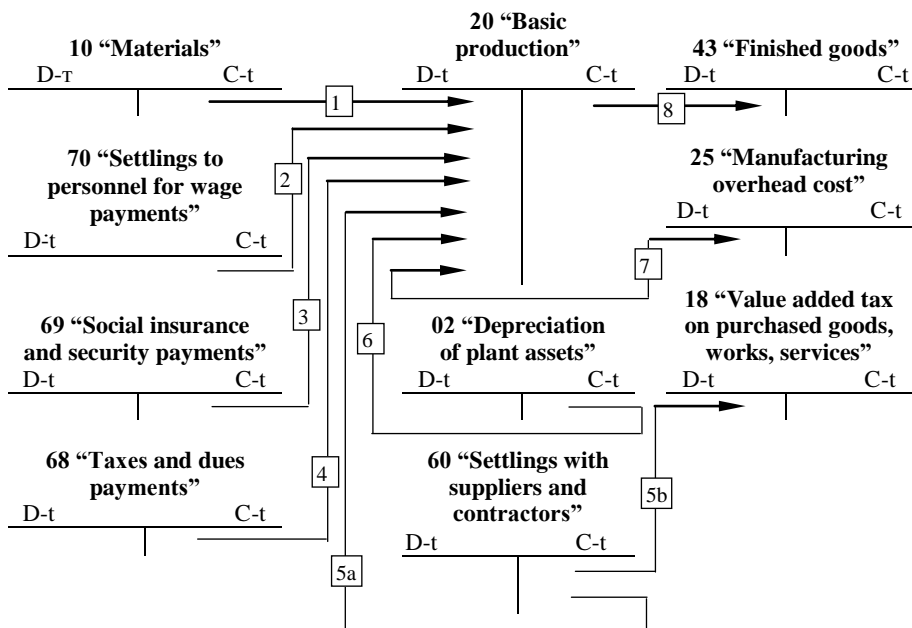 20 “Basic
production”
10 “Materials”
43 “Finished goods”
D-т C-t
D-t C-t
D-t C-t
1
8
70 “Settlings to
personnel for wage
payments”
2
25 “Manufacturing
overhead cost”
D-t C-t
D-t C-t
7
3
6
69 “Social insurance
and security payments”
02 “Depreciation
of plant assets”
18 “Value added tax
on purchased goods,
works, services”
D-t C-t
D-t C-t
D-t C-t
68 “Taxes and dues
payments”
4
60 “Settlings with
suppliers and
contractors”
5b
D-t C-t
D-t C-t
5a